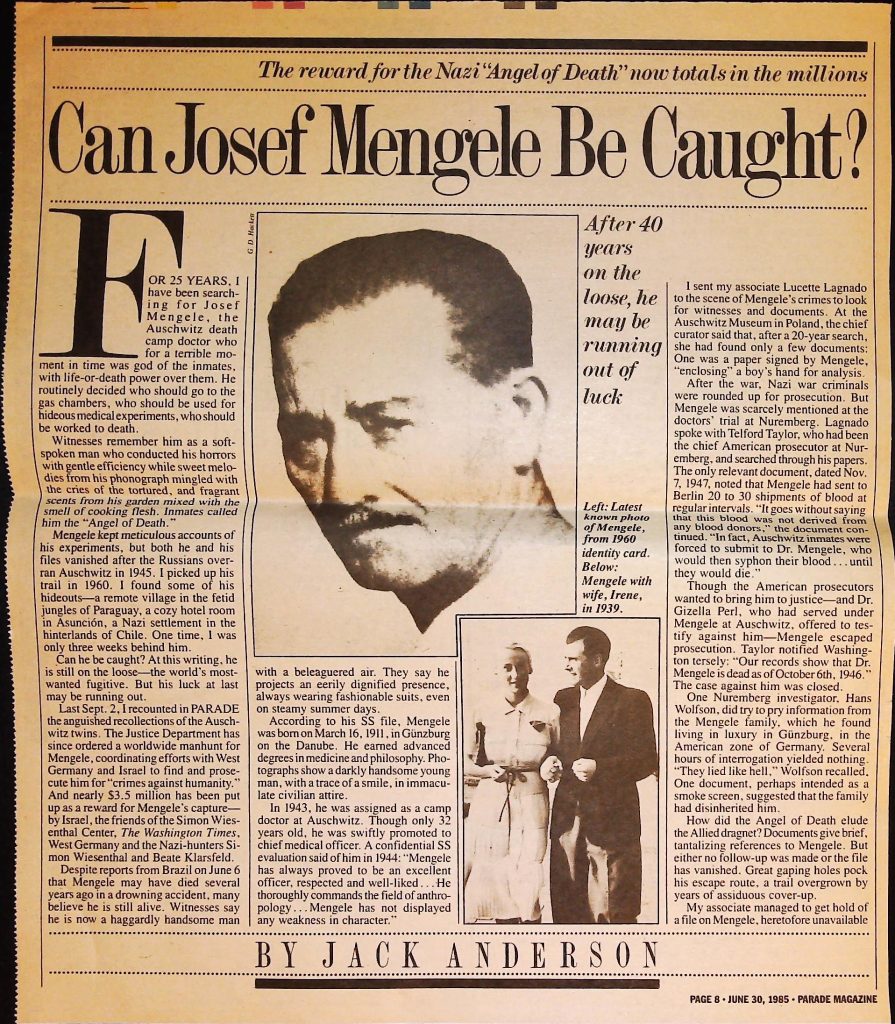 The reward for the Nazi “Angel of Death” now totals in the millions
Can Josef Mengele Be Caught?
FOR 25 YEARS, I
have been search-
ing for Josef
Mengele, the
Auschwitz death
camp doctor who
for a terrible mo-
ment in time was god of the inmates,
with life-or-death power over them. He
routinely decided who should go to the
gas chambers, who should be used for
hideous medical experiments, who should
be worked to death.
Witnesses remember him as a soft-
spoken man who conducted his horrors
with gentle efficiency while sweet melo-
dies from his phonograph mingled with
the cries of the tortured, and fragrant
scents from his garden mixed with the
smell of cooking flesh. Inmates called
him the “Angel of Death.”
Mengele kept meticulous accounts of
his experiments, but both he and his
files vanished after the Russians over-
ran Auschwitz in 1945. I picked up his
trail in 1960. I found some of his
hideouts—a remote village in the fetid
jungles of Paraguay, a cozy hotel room
in Asunción, a Nazi settlement in the
hinterlands of Chile. One time, I was
only three weeks behind him.
Can he be caught? At this writing, he
is still on the loose—the world's most-
wanted fugitive. But his luck at last
may be running out.
Last Sept. 2, I recounted in PARADE
the anguished recollections of the Ausch-
witz twins. The Justice Department has
since ordered a worldwide manhunt for
Mengele, coordinating efforts with West
Germany and Israel to find and prose-
cute him for “crimes against humanity.”
And nearly $3.5 million has been put
up as a reward for Mengele's capture—
by Israel, the friends of the Simon Wies-
enthal Center, The Washington Times,
West Germany and the Nazi-hunters Si-
mon Wiesenthal and Beate Klarsfeld.
Despite reports from Brazil on June 6
that Mengele may have died several
years ago in a drowning accident, many
believe he is still alive. Witnesses say
he is now a haggardly handsome man
G. D. Hackett
After 40
years
on the
loose, he
may be
running
out of
luck
Left: Latest
known photo
of Mengele,
from 1960
identity card.
Below:
Mengele with
wife, Irene,
in 1939.
with a beleaguered air. They say he
projects an eerily dignified presence,
always wearing fashionable suits, even
on steamy summer days.
According to his SS file, Mengele
was born on March 16, 1911, in Günzburg
on the Danube. He earned advanced
degrees in medicine and philosophy. Pho-
tographs show a darkly handsome young
man, with a trace of a smile, in immacu-
late civilian attire.
In 1943, he was assigned as a camp
doctor at Auschwitz. Though only 32
years old, he was swiftly promoted to
chief medical officer. A confidential SS
evaluation said of him in 1944: “Mengele
has always proved to be an excellent
officer, respected and well-liked . . . He
thoroughly commands the field of anthro-
pology . . . Mengele has not displayed
any weakness in character.”
I sent my associate Lucette Lagnado
to the scene of Mengele's crimes to look
for witnesses and documents. At the
Auschwitz Museum in Poland, the chief
curator said that, after a 20-year search,
she had found only a few documents:
One was a paper signed by Mengele,
“enclosing” a boy's hand for analysis.
After the war, Nazi war criminals
were rounded up for prosecution. But
Mengele was scarcely mentioned at the
doctors' trial at Nuremberg. Lagnado
spoke with Telford Taylor, who had been
the chief American prosecutor at Nur-
emberg, and searched through his papers.
The only relevant document, dated Nov.
7, 1947, noted that Mengele had sent to
Berlin 20 to 30 shipments of blood at
regular intervals. “It goes without saying
that this blood was not derived from
any blood donors,” the document con-
tinued. “In fact, Auschwitz inmates were
forced to submit to Dr. Mengele, who
would then syphon their blood . . . until
they would die.”
Though the American prosecutors
wanted to bring him to justice—and Dr.
Gizella Perl, who had served under
Mengele at Auschwitz, offered to tes-
tify against him—Mengele escaped
prosecution. Taylor notified Washing-
ton tersely: “Our records show that Dr.
Mengele is dead as of October 6th, 1946.”
The case against him was closed.
One Nuremberg investigator, Hans
Wolfson, did try to pry information from
the Mengele family, which he found
living in luxury in Günzburg, in
the American zone of Germany. Several
hours of interrogation yielded nothing.
“They lied like hell,” Wolfson recalled.
One document, perhaps intended as a
smoke screen, suggested that the family
had disinherited him.
How did the Angel of Death elude
the Allied dragnet? Documents give brief,
tantalizing references to Mengele. But
either no follow-up was made or the file
has vanished. Great gaping holes pock
his escape route, a trail overgrown by
years of assiduous cover-up.
My associate managed to get hold of
a file on Mengele, heretofore unavailable
BY JACK ANDERSON
PAGE 8 · JUNE 30, 1985 · PARADE MAGAZINE